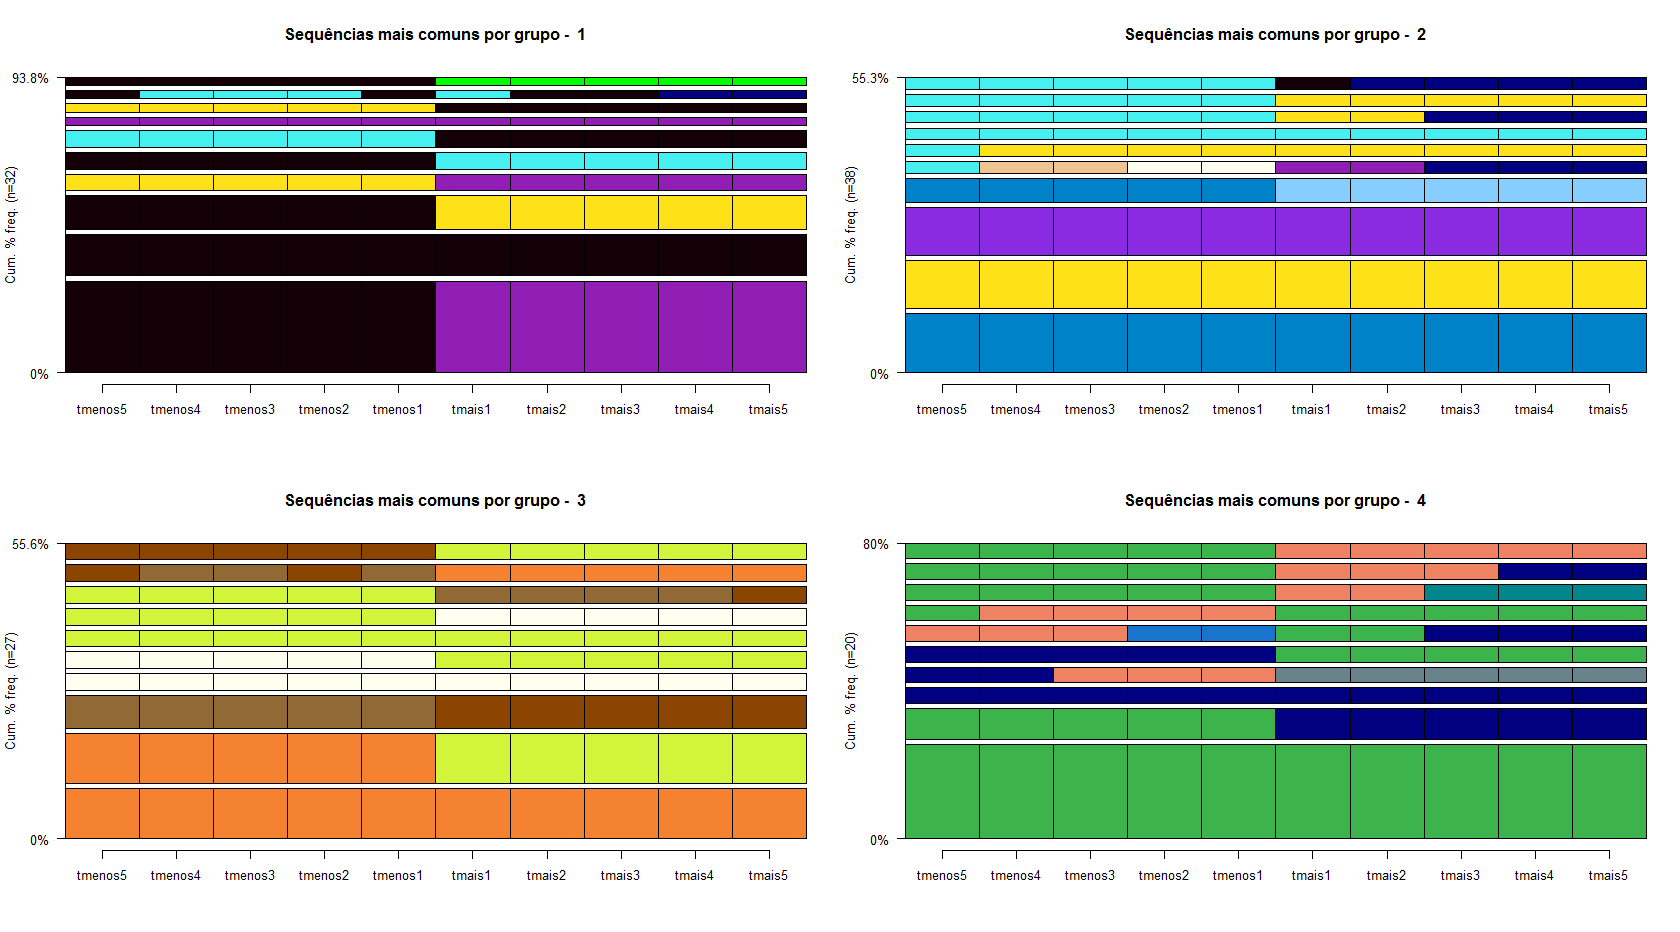 Sequências mais comuns por grupo - 1
93.8%
Cum. % freq. (n=32)
0%
tmenos5 tmenos4 tmenos3 tmenos2 tmenos1 tmais1 tmais2 tmais3 tmais4 tmais5
Sequências mais comuns por grupo - 2
55.3%
Cum. % freq. (n=38)
0%
tmenos5 tmenos4 tmenos3 tmenos2 tmenos1 tmais1 tmais2 tmais3 tmais4 tmais5
Sequências mais comuns por grupo - 3
55.6%
Cum. % freq. (n=27)
0%
tmenos5 tmenos4 tmenos3 tmenos2 tmenos1 tmais1 tmais2 tmais3 tmais4 tmais5
Sequências mais comuns por grupo - 4
80%
Cum. % freq. (n=20)
0%
tmenos5 tmenos4 tmenos3 tmenos2 tmenos1 tmais1 tmais2 tmais3 tmais4 tmais5